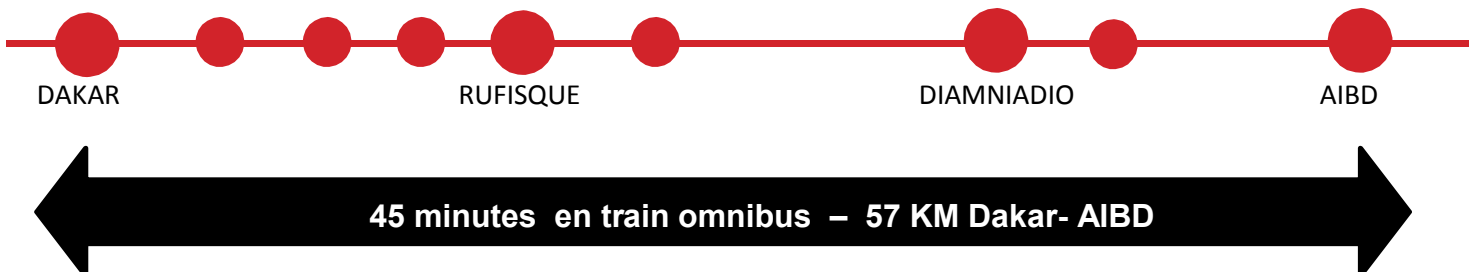 DAKAR RUFISQUE DIAMNIADIO AIBD
45 minutes en train omnibus – 57 KM Dakar- AIBD